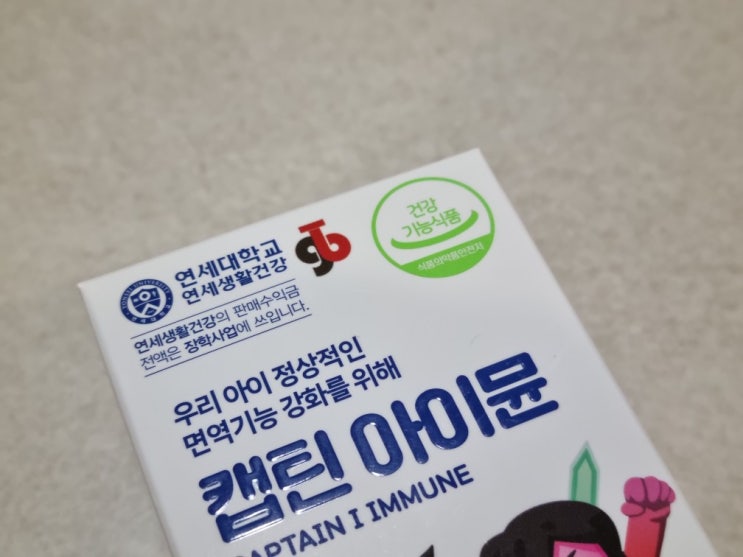 연세대학교
연세생활건강
연세생활건강의 판매수익금
전액은 장학사업에 쓰입니다.
건강
기능식품
식품의약품안전처
우리 아이 정상적인
면역기능 강화를 위해
캡틴 아이뮨
CAPTAIN I IMMUNE